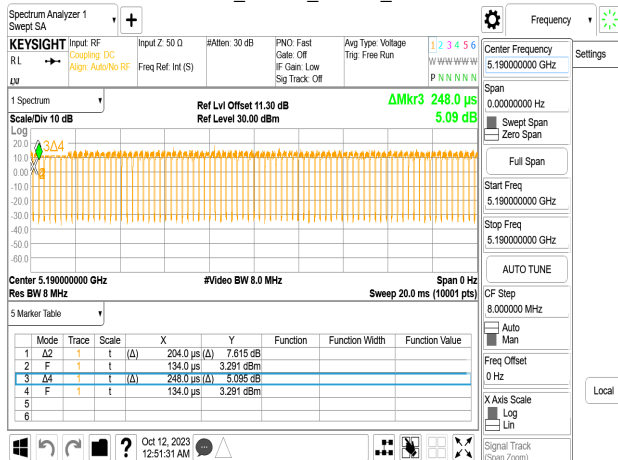 Spectrum Analyzer 1
Swept SA
Frequency
KEYSIGHT
Input: RF
Coupling: DC
Align: Auto/No RF
Input Z: 50 Ω
Freq Ref: Int (S)
#Atten: 30 dB
PNO: Fast
Gate: Off
IF Gain: Low
Sig Track: Off
Avg Type: Voltage
Trig: Free Run
1 2 3 4 5 6
W W W W W W
P N N N N N
R L
LXI
1 Spectrum
Scale/Div 10 dB
Ref Lvl Offset 11.30 dB
Ref Level 30.00 dBm
ΔMkr3 248.0 μs
5.09 dB
Log
20.0
10.0
0.00
-10.0
-20.0
-30.0
-40.0
-50.0
-60.0
3Δ4
Center 5.190000000 GHz
Res BW 8 MHz
#Video BW 8.0 MHz
Span 0 Hz
Sweep 20.0 ms (10001 pts)
5 Marker Table
Mode Trace Scale X Y Function Function Width Function Value
1 Δ2 1 t (Δ) 204.0 μs (Δ) 7.615 dB
2 F 1 t 134.0 μs 3.291 dBm
3 Δ4 1 t (Δ) 248.0 μs (Δ) 5.095 dB
4 F 1 t 134.0 μs 3.291 dBm
5
6
Oct 12, 2023
12:51:31 AM
?
Center Frequency
5.190000000 GHz
Settings
Span
0.00000000 Hz
Swept Span
Zero Span
Full Span
Start Freq
5.190000000 GHz
Stop Freq
5.190000000 GHz
AUTO TUNE
CF Step
8.000000 MHz
Auto
Man
Freq Offset
0 Hz
X Axis Scale
Log
Lin
Local
Signal Track
(Span Zoom)